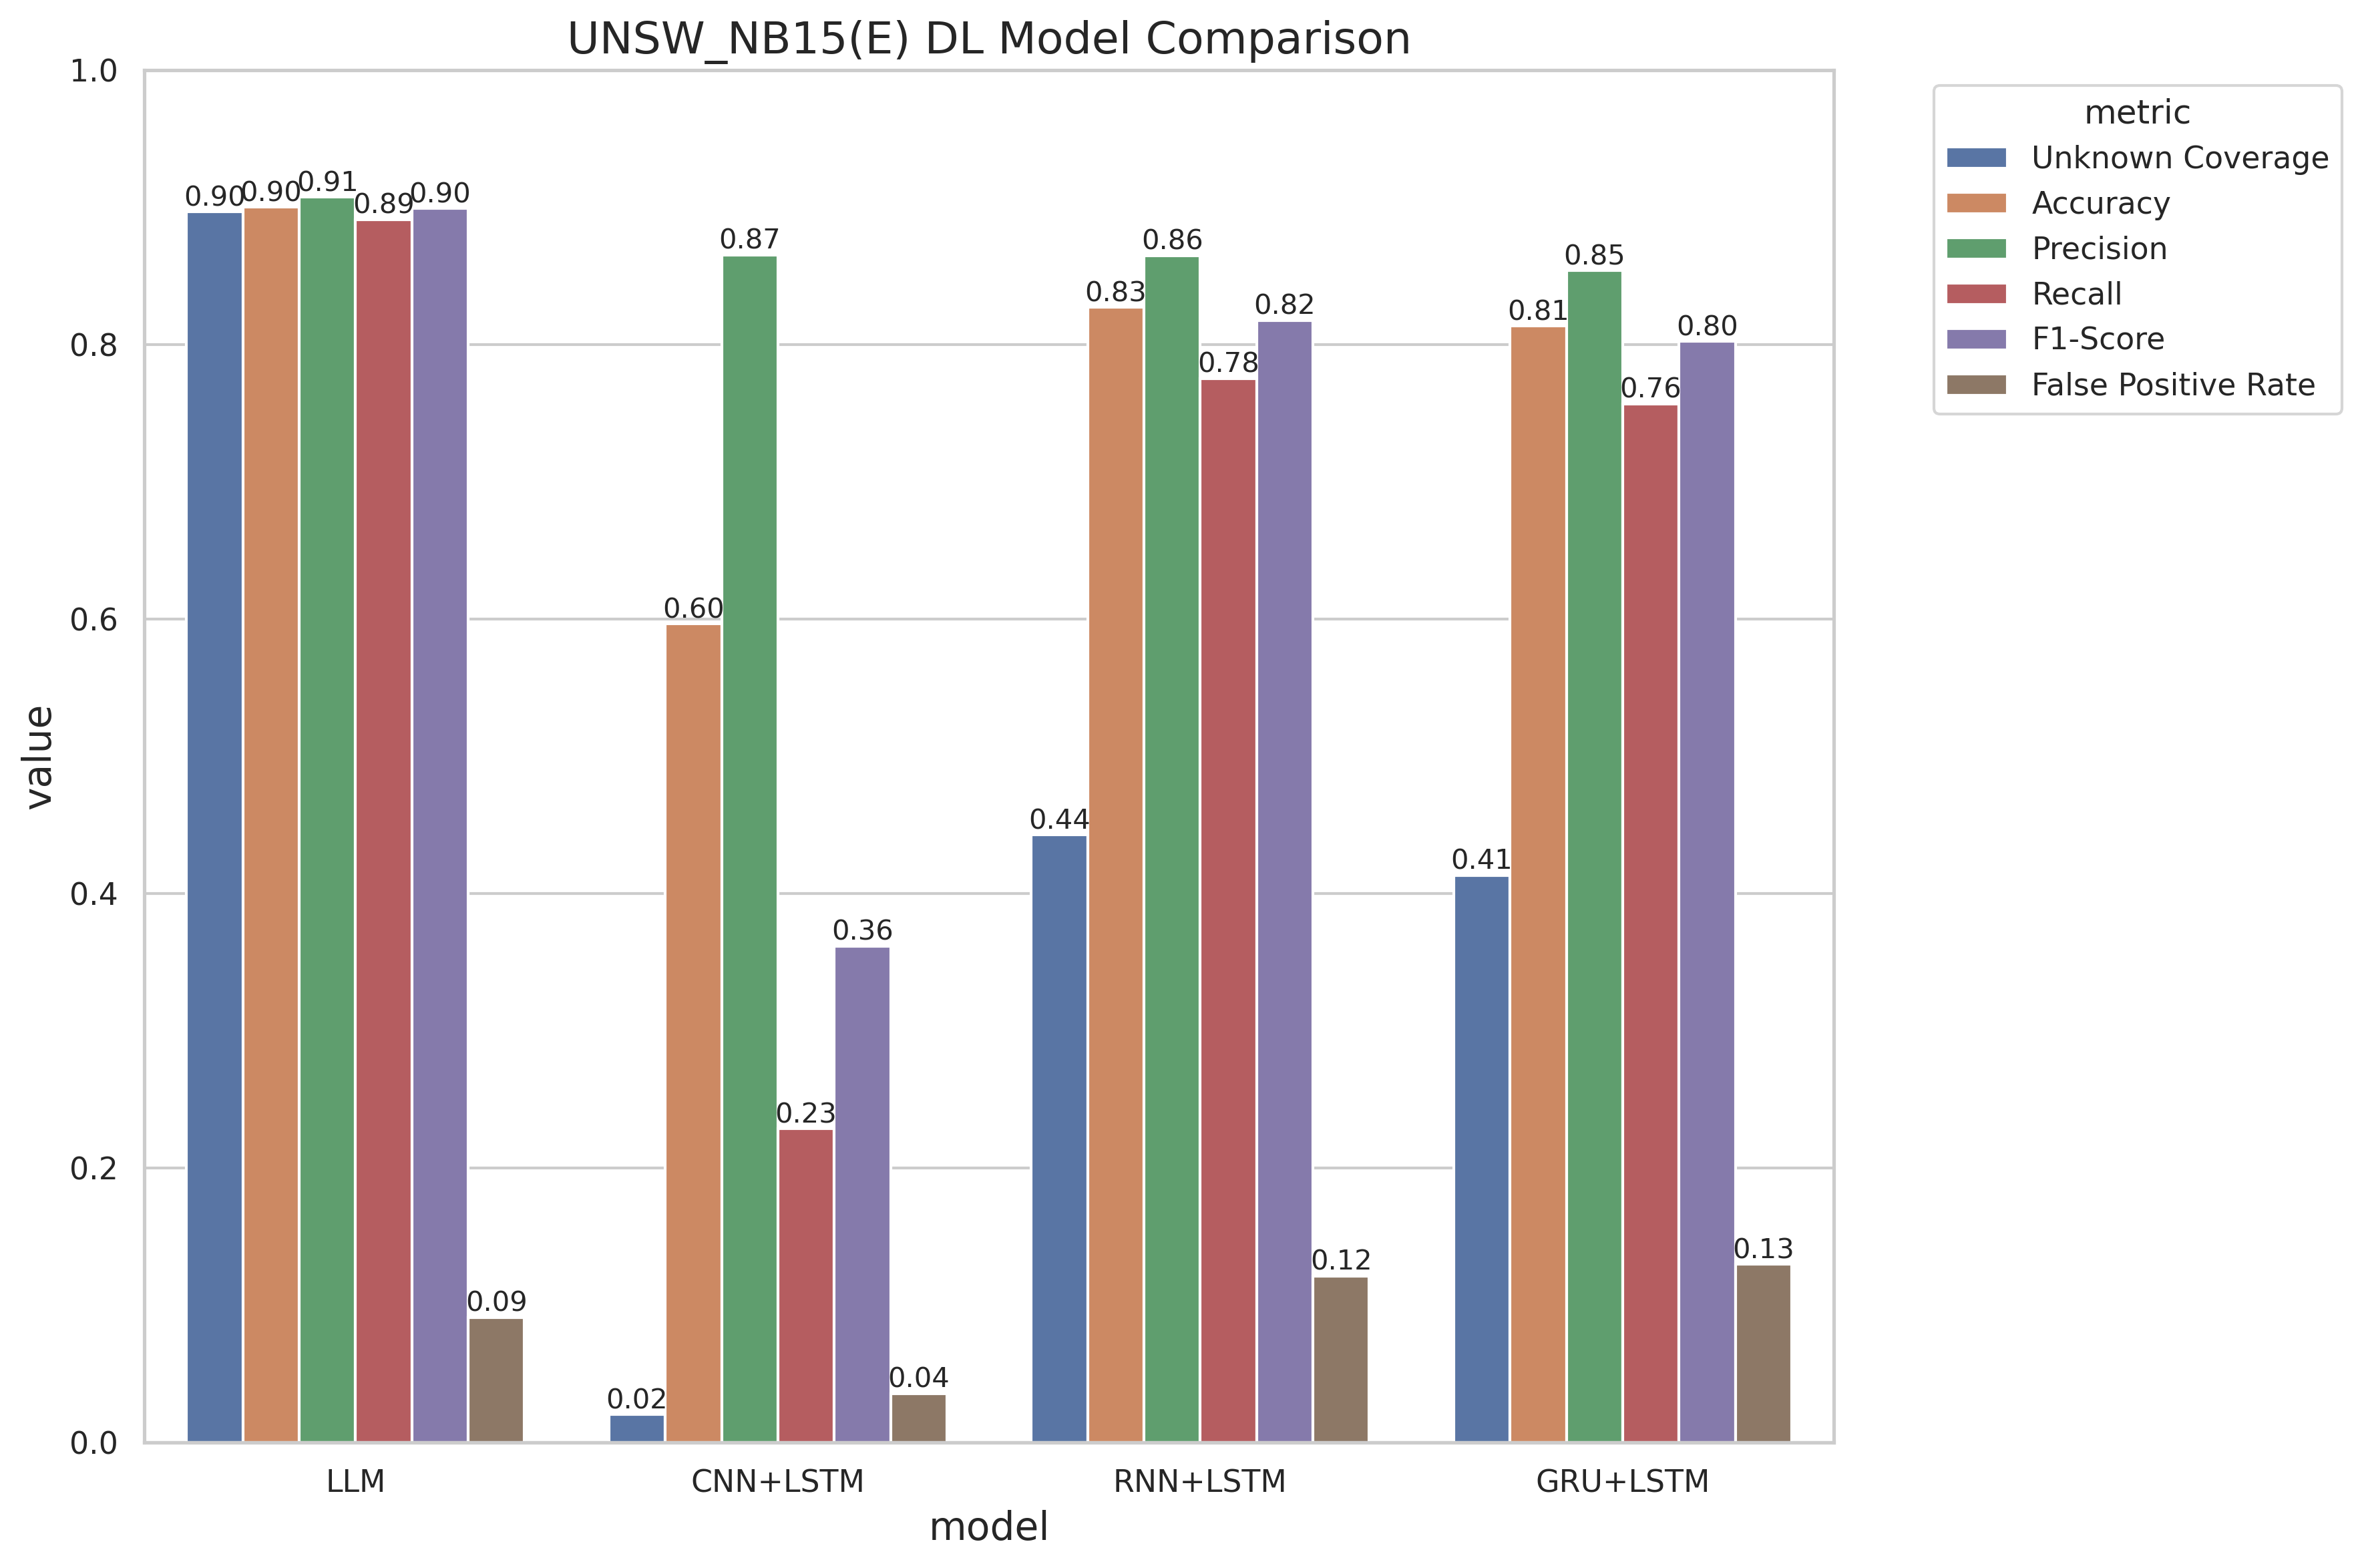 UNSW_NB15(E) DL Model Comparison
metric
Unknown Coverage
Accuracy
Precision
Recall
F1-Score
False Positive Rate
value
1.0
0.8
0.6
0.4
0.2
0.0
0.90
0.90
0.91
0.89
0.90
0.09
0.02
0.60
0.87
0.23
0.36
0.04
0.44
0.83
0.86
0.78
0.82
0.12
0.41
0.81
0.85
0.76
0.80
0.13
LLM
CNN+LSTM
RNN+LSTM
GRU+LSTM
model